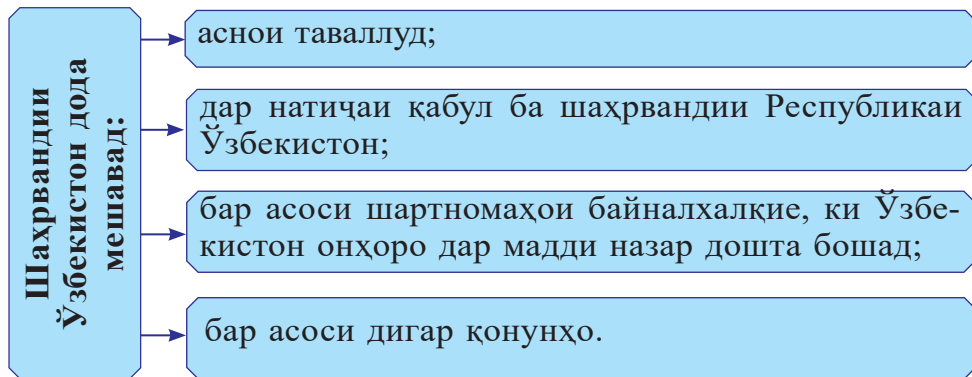 Шаҳрвандии
Ўзбекистон дода
мешавад:
аснои таваллуд;
дар натиҷаи қабул ба шаҳрвандии Республикаи
Ўзбекистон;
бар асоси шартномаҳои байналхалқие, ки Ўзбе-
кистон онҳоро дар мадди назар дошта бошад;
бар асоси дигар қонунҳо.